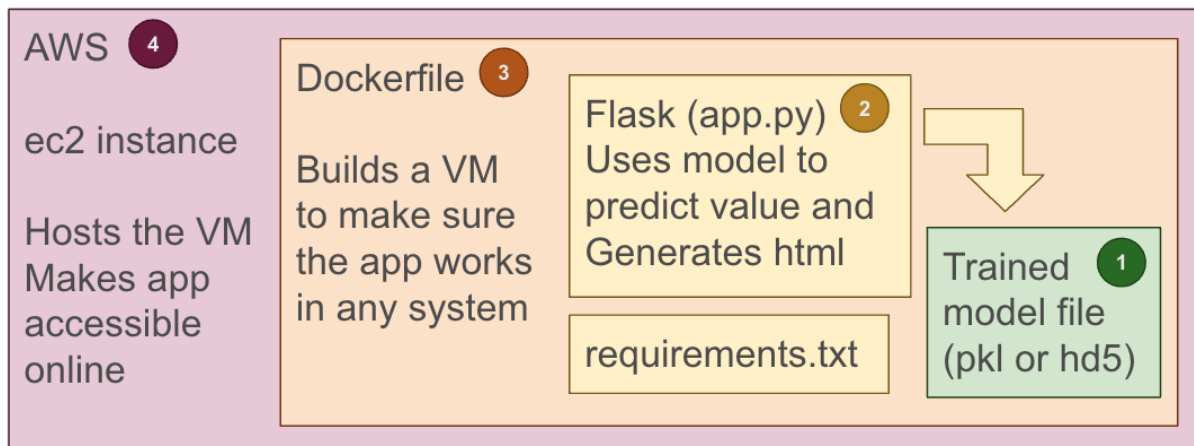 AWS 4
ec2 instance
Hosts the VM
Makes app
accessible
online
Dockerfile 3
Builds a VM
to make sure
the app works
in any system
Flask (app.py) 2
Uses model to
predict value and
Generates html
requirements.txt
Trained 1
model file
(pkl or hd5)